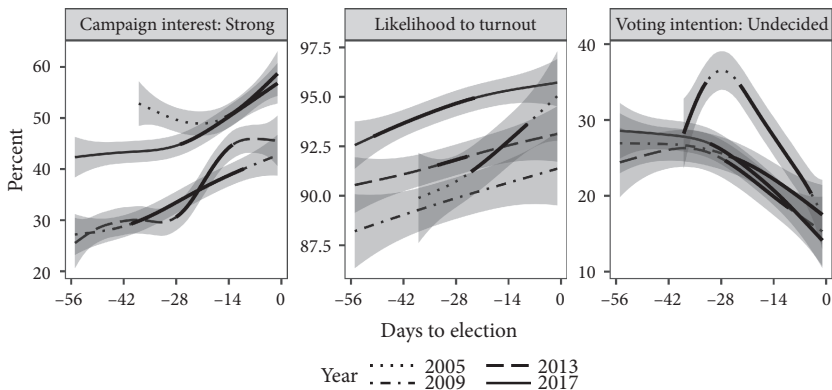 Campaign interest: Strong
Likelihood to turnout
Voting intention: Undecided
Percent
60
50
40
30
20
97.5
95.0
92.5
90.0
87.5
40
30
20
10
–56 –42 –28 –14 0
–56 –42 –28 –14 0
–56 –42 –28 –14 0
Days to election
Year
2005 2013
2009 2017